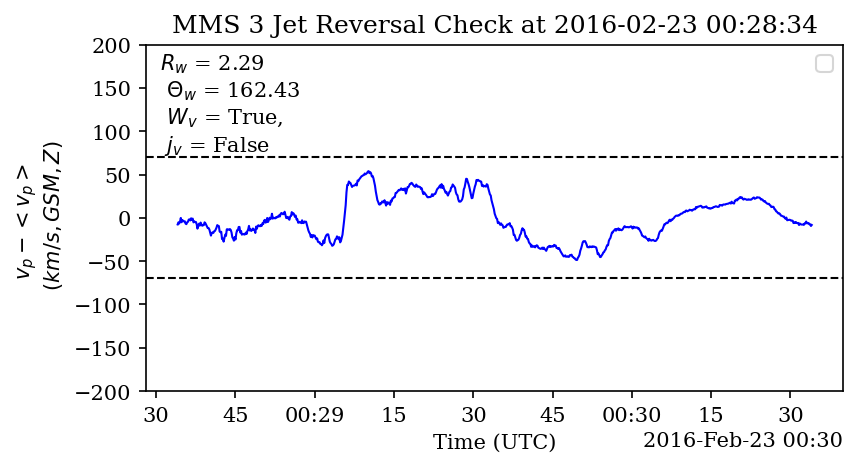 MMS 3 Jet Reversal Check at 2016-02-23 00:28:34
R_w = 2.29
Θ_w = 162.43
W_v = True,
j_v = False
v_p − < v_p >
(km/s, GSM, Z)
200
150
100
50
0
−50
−100
−150
−200
30 45 00:29 15 30 45 00:30 15 30
Time (UTC)
2016-Feb-23 00:30